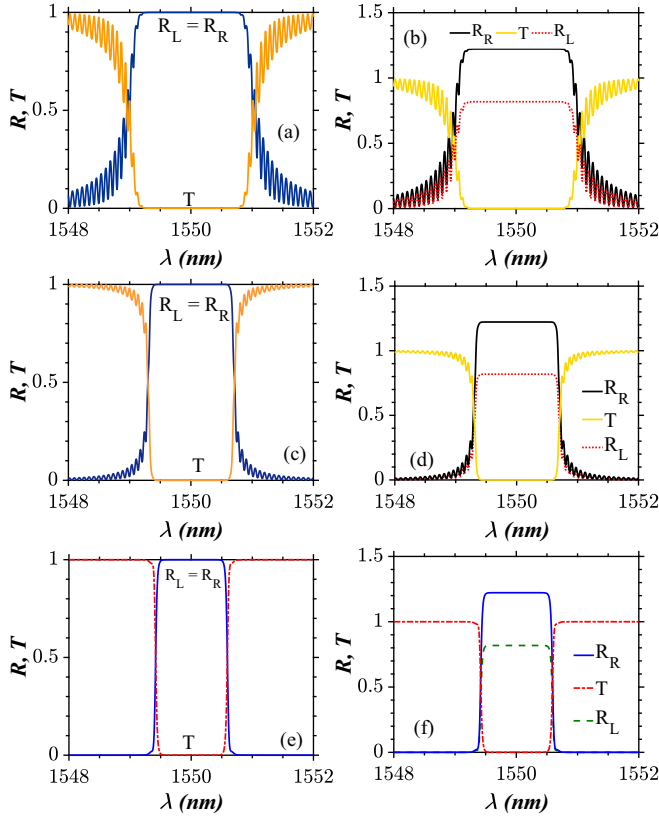 1
R_L = R_R
R, T
0.5
(a)
T
0
1548 1550 1552
λ (nm)
1.5
(b) R_R T R_L
R, T
1
0.5
0
1548 1550 1552
λ (nm)
1
R_L = R_R
R, T
0.5
(c)
T
0
1548 1550 1552
λ (nm)
1.5
R, T
1
R_R
T
0.5
(d) R_L
0
1548 1550 1552
λ (nm)
1
R_L = R_R
R, T
0.5
T (e)
0
1548 1550 1552
λ (nm)
1.5
R, T
1
R_R
T
0.5
R_L
(f)
0
1548 1550 1552
λ (nm)